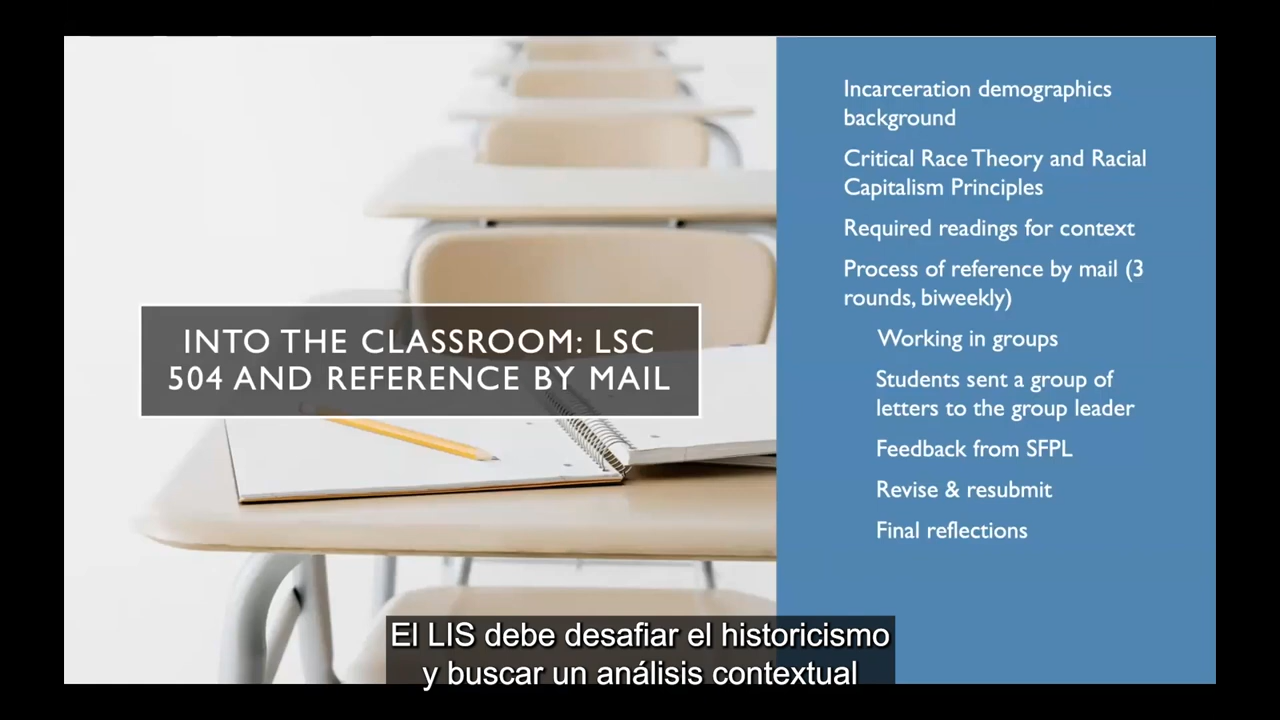 INTO THE CLASSROOM: LSC
504 AND REFERENCE BY MAIL
Incarceration demographics
background
Critical Race Theory and Racial
Capitalism Principles
Required readings for context
Process of reference by mail (3
rounds, biweekly)
Working in groups
Students sent a group of
letters to the group leader
Feedback from SFPL
Revise & resubmit
Final reflections
El LIS debe desafiar el historicismo
y buscar un análisis contextual